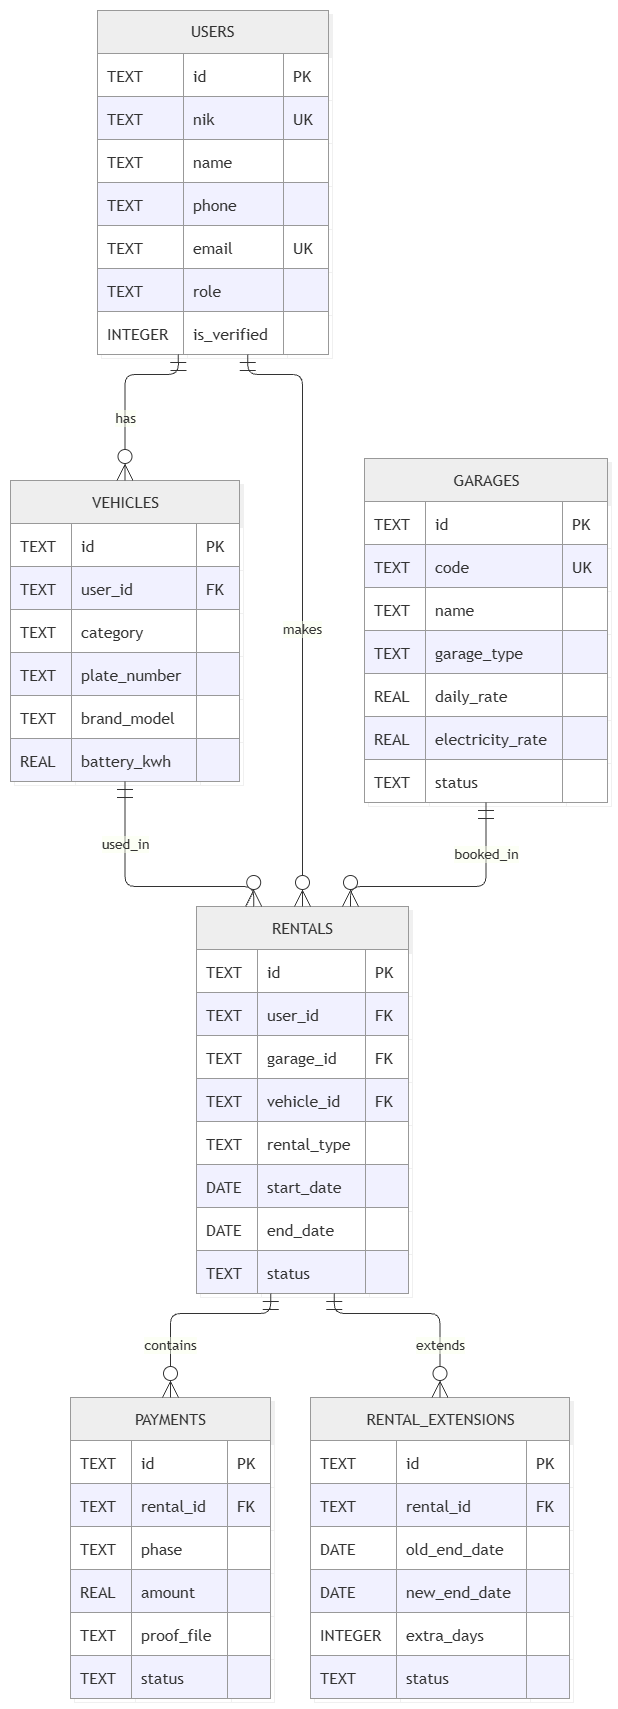 USERS
TEXT id PK
TEXT nik UK
TEXT name
TEXT phone
TEXT email UK
TEXT role
INTEGER is_verified
has
makes
VEHICLES
TEXT id PK
TEXT user_id FK
TEXT category
TEXT plate_number
TEXT brand_model
REAL battery_kwh
GARAGES
TEXT id PK
TEXT code UK
TEXT name
TEXT garage_type
REAL daily_rate
REAL electricity_rate
TEXT status
used_in
booked_in
RENTALS
TEXT id PK
TEXT user_id FK
TEXT garage_id FK
TEXT vehicle_id FK
TEXT rental_type
DATE start_date
DATE end_date
TEXT status
contains
extends
PAYMENTS
TEXT id PK
TEXT rental_id FK
TEXT phase
REAL amount
TEXT proof_file
TEXT status
RENTAL_EXTENSIONS
TEXT id PK
TEXT rental_id FK
DATE old_end_date
DATE new_end_date
INTEGER extra_days
TEXT status